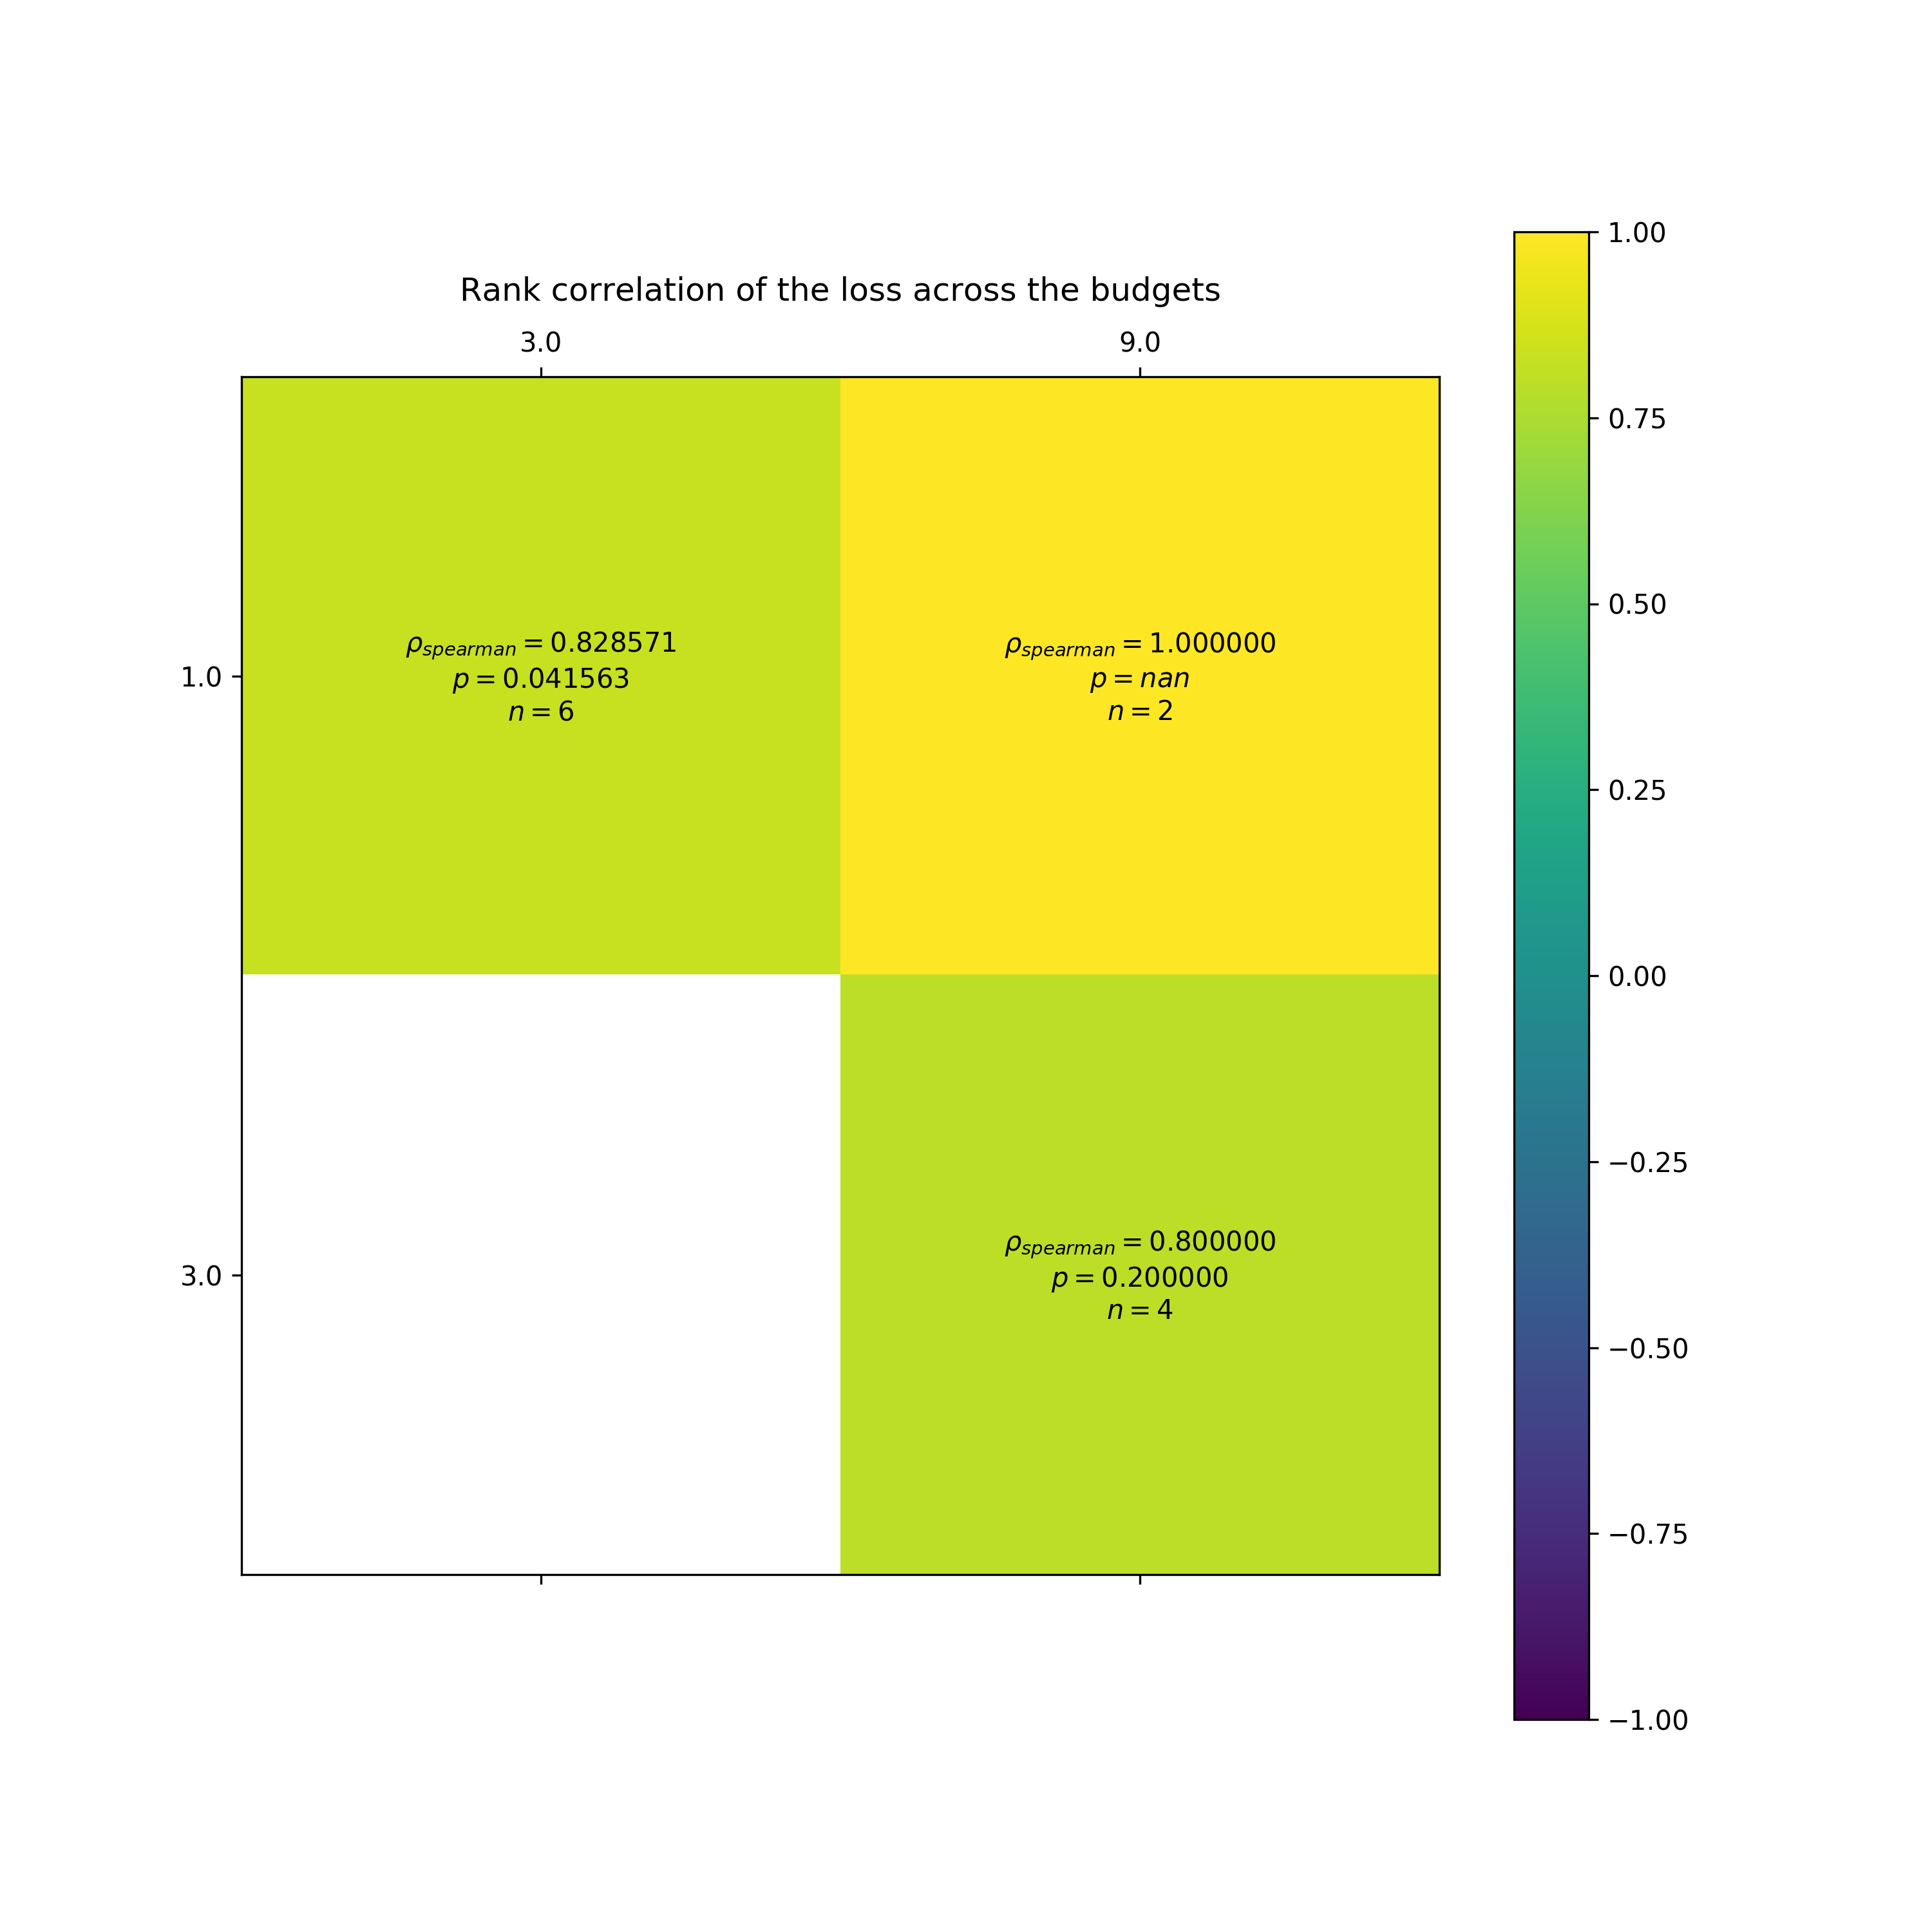 Rank correlation of the loss across the budgets
3.0 9.0
1.0
3.0
ρspearman = 0.828571
p = 0.041563
n = 6
ρspearman = 1.000000
p = nan
n = 2
ρspearman = 0.800000
p = 0.200000
n = 4
1.00
0.75
0.50
0.25
0.00
−0.25
−0.50
−0.75
−1.00